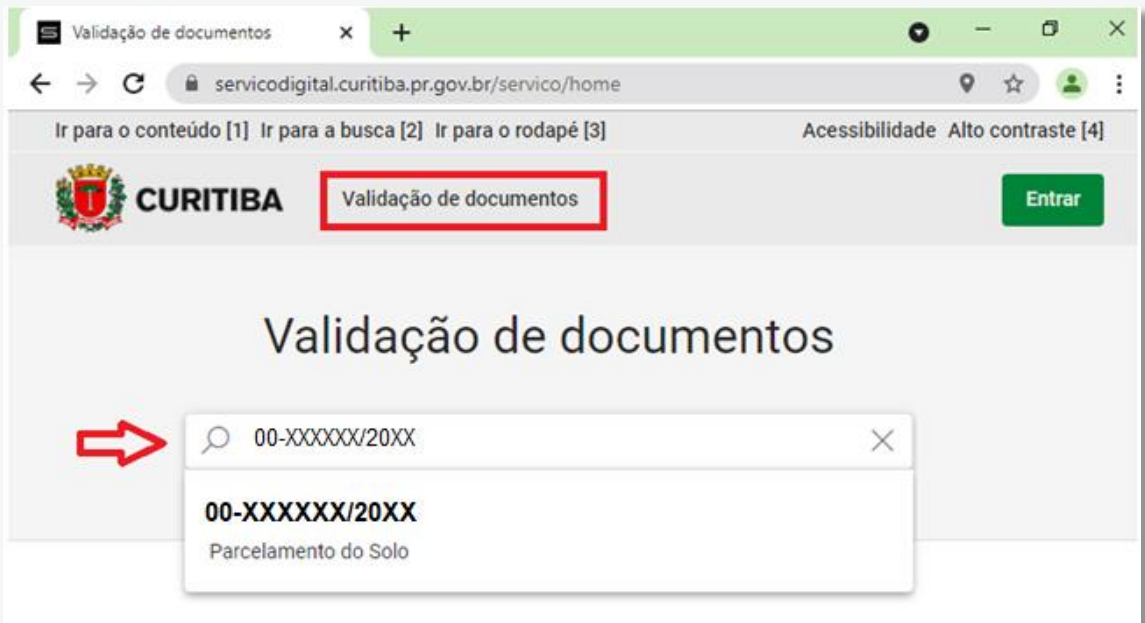 Validação de documentos
servicodigital.curitiba.pr.gov.br/servico/home
Ir para o conteúdo [1] Ir para a busca [2] Ir para o rodapé [3] Acessibilidade Alto contraste [4]
CURITIBA Validação de documentos Entrar
Validação de documentos
00-XXXXXX/20XX
00-XXXXXX/20XX
Parcelamento do Solo